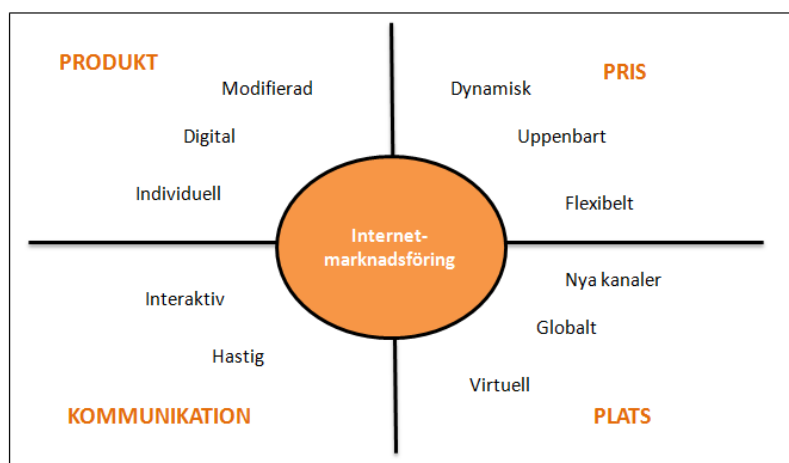 PRODUKT
Modifierad
Digital
Individuell
PRIS
Dynamisk
Uppenbart
Flexibelt
Internet-
marknadsföring
Interaktiv
Hastig
KOMMUNIKATION
Nya kanaler
Globalt
Virtuell
PLATS